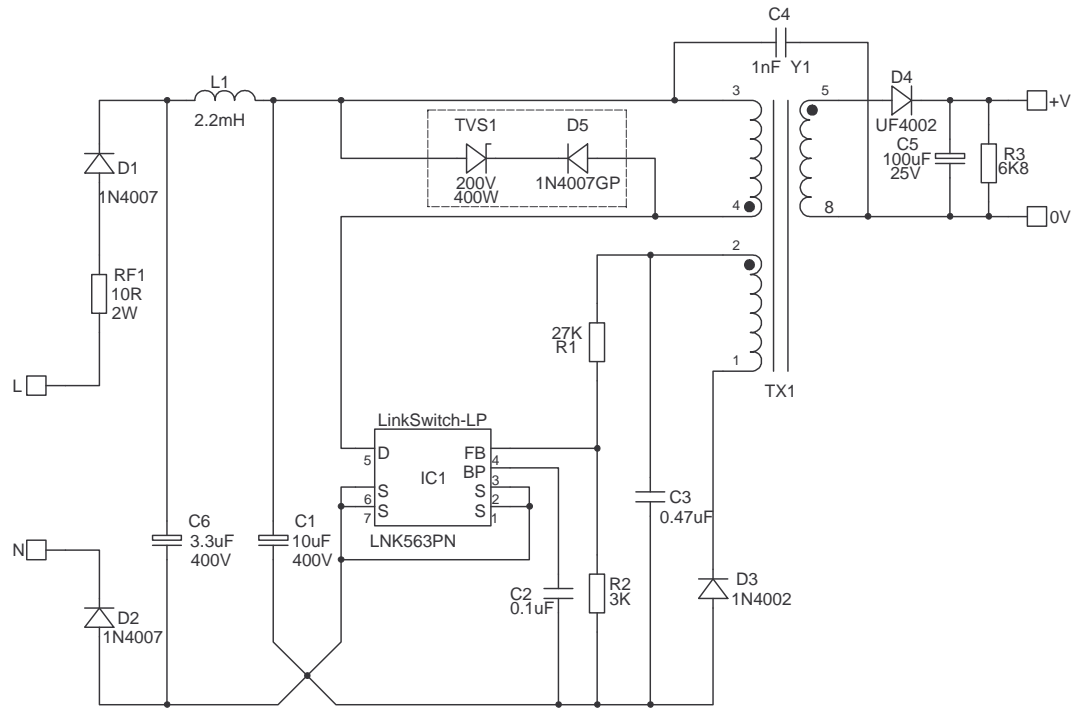 C4
1nF Y1
L1
2.2mH
3
5
D4
UF4002
+V
TVS1
D5
200V
400W
1N4007GP
C5
100uF
25V
R3
6K8
D1
1N4007
4
8
0V
2
RF1
10R
2W
27K
R1
1
TX1
L
LinkSwitch-LP
5
D
FB
4
BP
IC1
S
3
6
S
2
7
S
S
1
LNK563PN
C6
3.3uF
400V
C1
10uF
400V
C3
0.47uF
N
C2
0.1uF
R2
3K
D3
1N4002
D2
1N4007